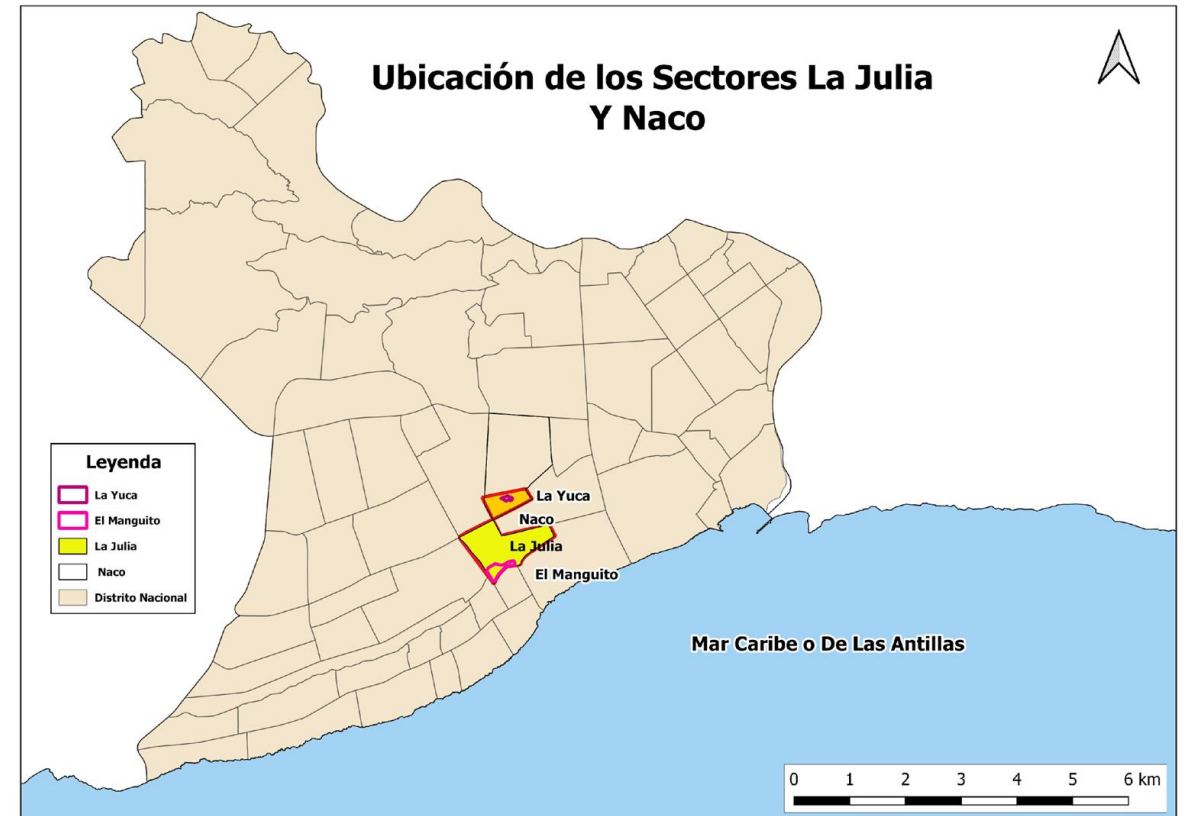 Ubicación de los Sectores La Julia
Y Naco
Leyenda
La Yuca
El Manguito
La Julia
Naco
Distrito Nacional
La Yuca
Naco
La Julia
El Manguito
Mar Caribe o De Las Antillas
0 1 2 3 4 5 6 km